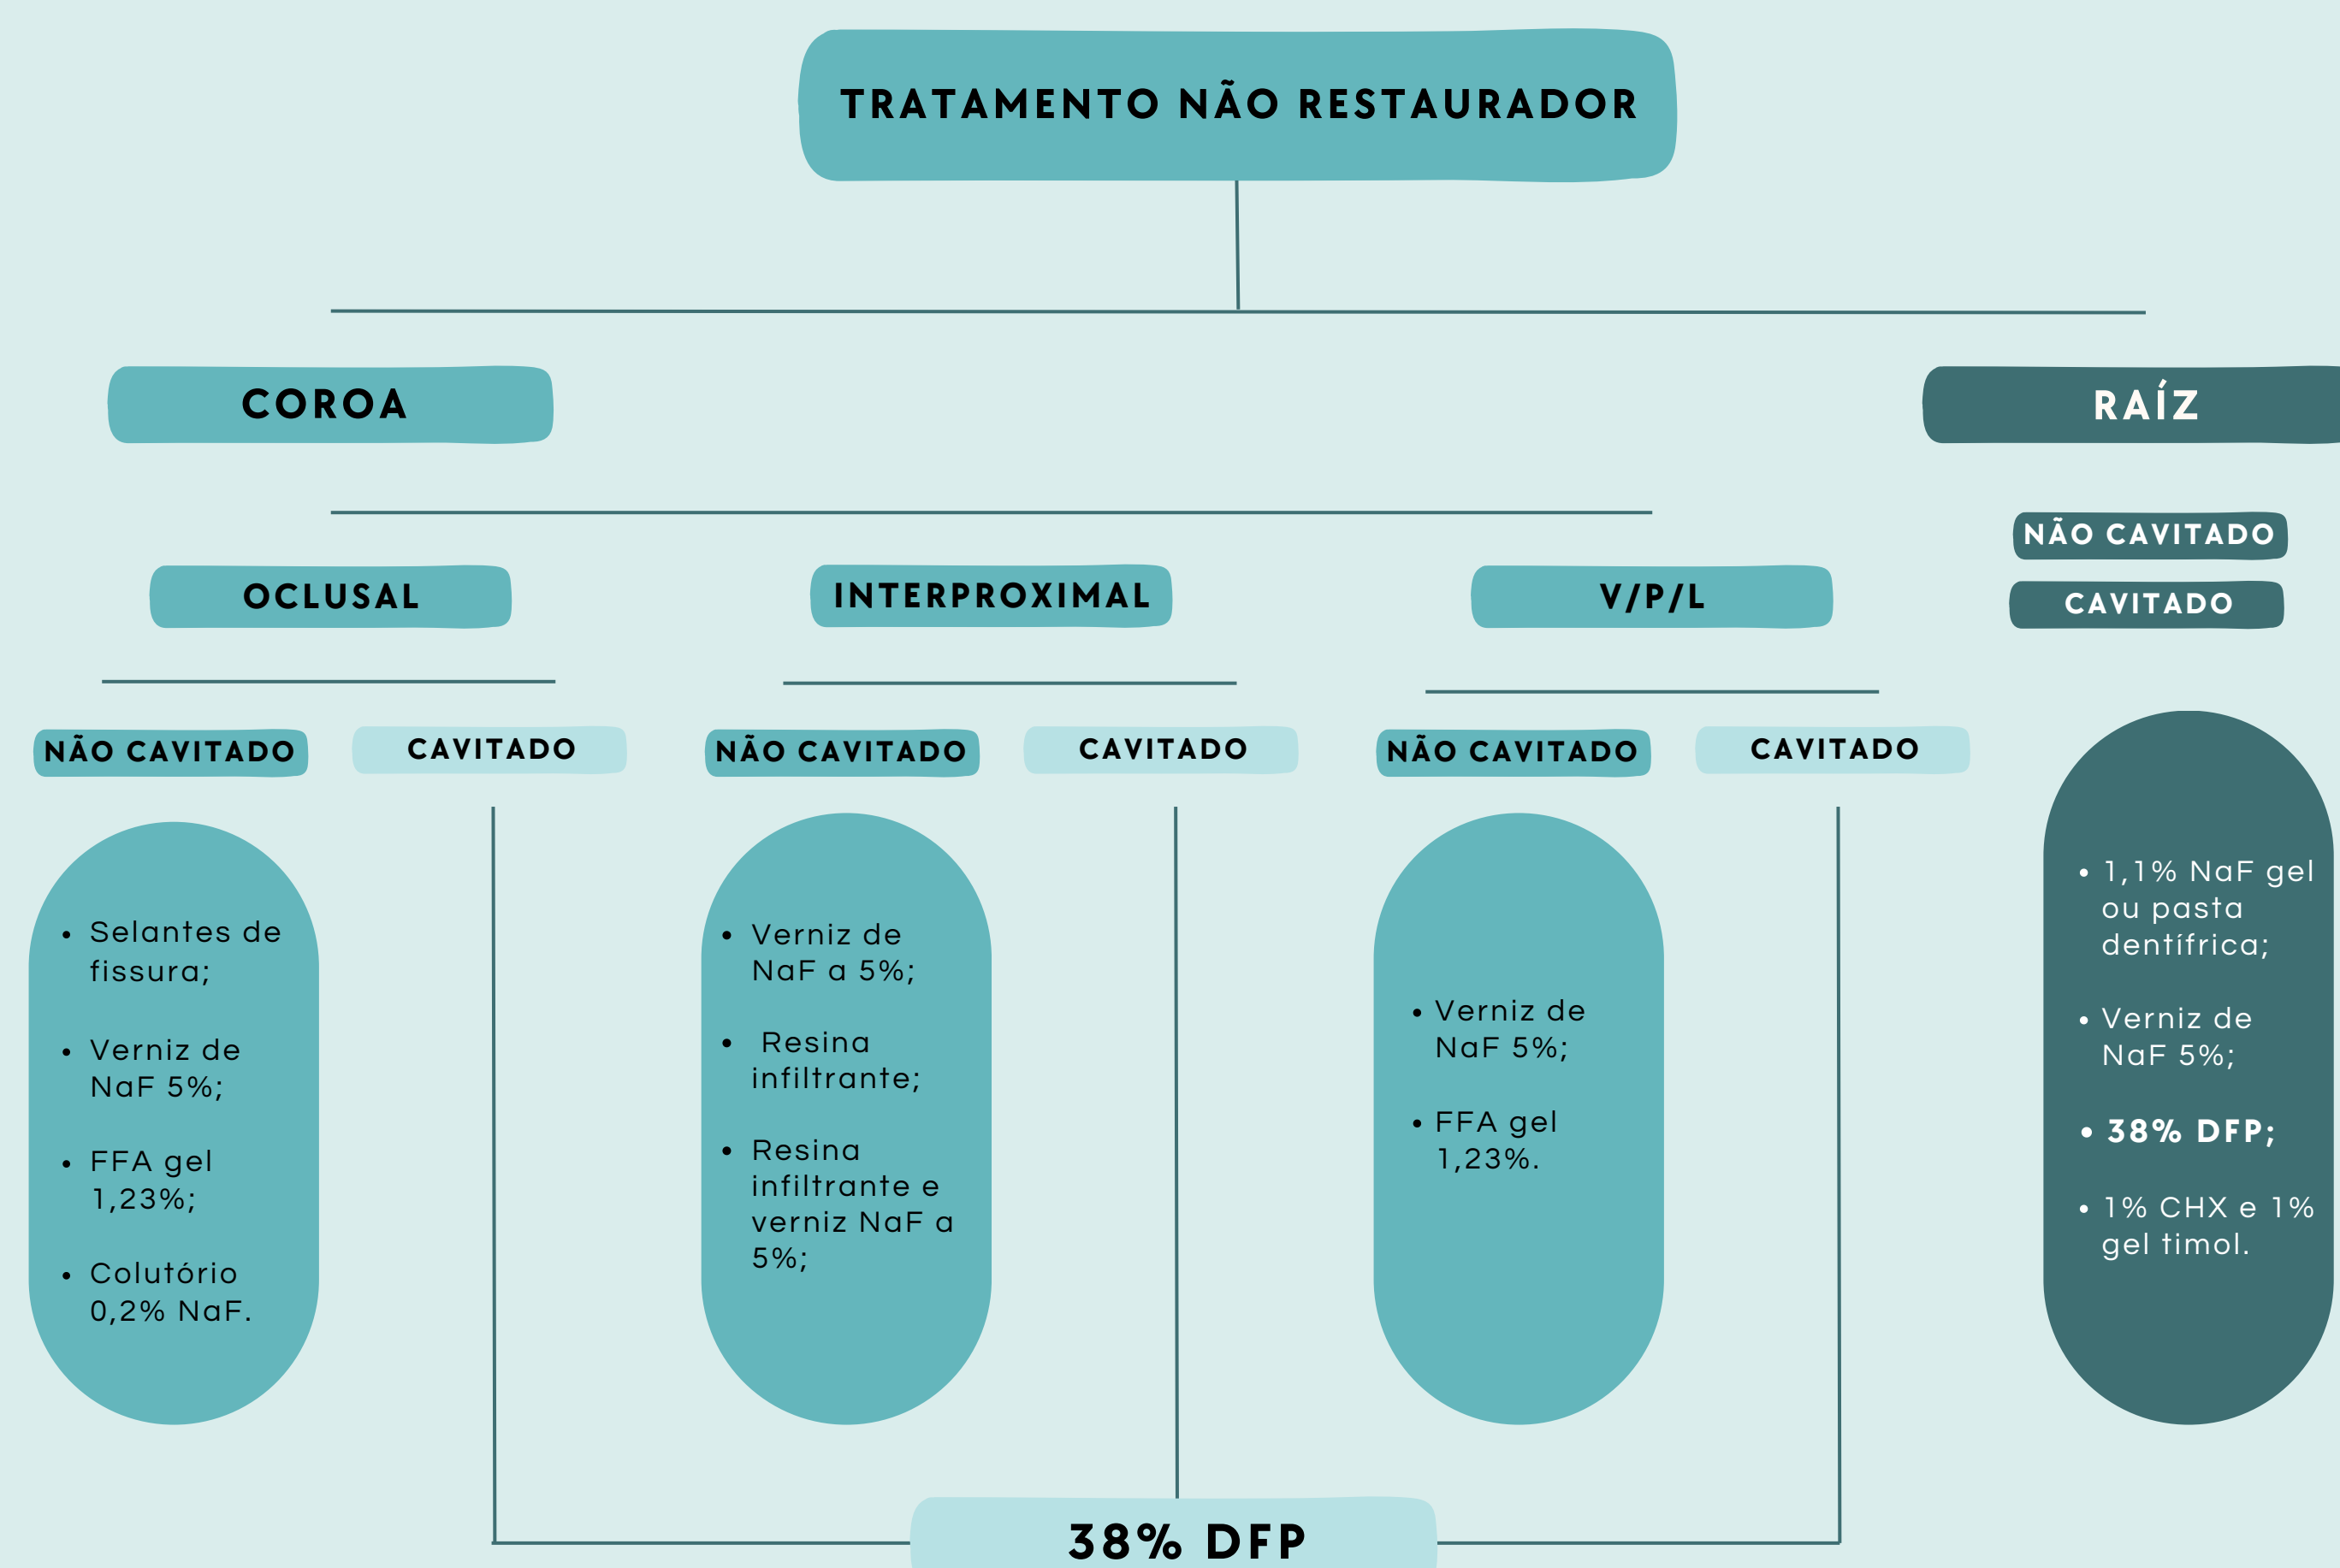 TRATAMENTO NÃO RESTAURADOR
COROA
RAÍZ
OCLUSAL
INTERPROXIMAL
V/P/L
NÃO CAVITADO
CAVITADO
NÃO CAVITADO
CAVITADO
NÃO CAVITADO
CAVITADO
NÃO CAVITADO
CAVITADO
• Selantes de
fissura;
• Verniz de
NaF 5%;
• FFA gel
1,23%;
• Colutório
0,2% NaF.
• Verniz de
NaF a 5%;
• Resina
infiltrante;
• Resina
infiltrante e
verniz NaF a
5%;
• Verniz de
NaF 5%;
• FFA gel
1,23%.
• 1,1% NaF gel
ou pasta
dentífrica;
• Verniz de
NaF 5%;
• 38% DFP;
• 1% CHX e 1%
gel timol.
38% DFP